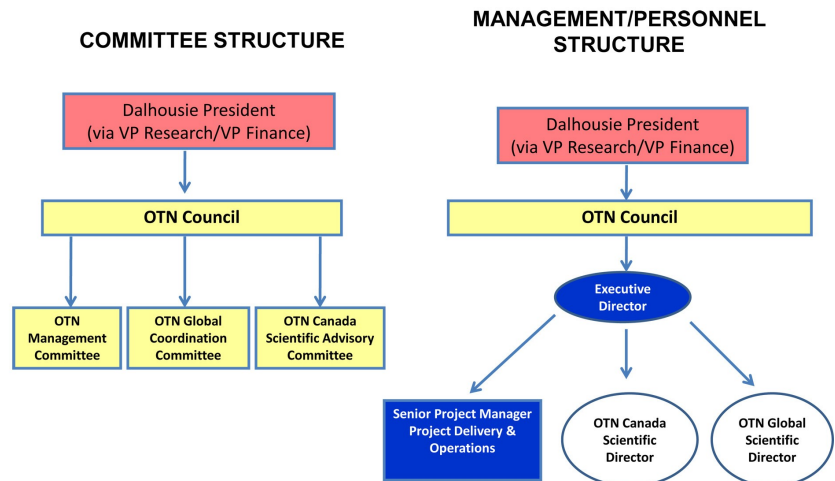 COMMITTEE STRUCTURE
Dalhousie President
(via VP Research/VP Finance)
OTN Council
OTN
Management
Committee
OTN Global
Coordination
Committee
OTN Canada
Scientific Advisory
Committee
MANAGEMENT/PERSONNEL
STRUCTURE
Dalhousie President
(via VP Research/VP Finance)
OTN Council
Executive
Director
Senior Project Manager
Project Delivery &
Operations
OTN Canada
Scientific
Director
OTN Global
Scientific
Director